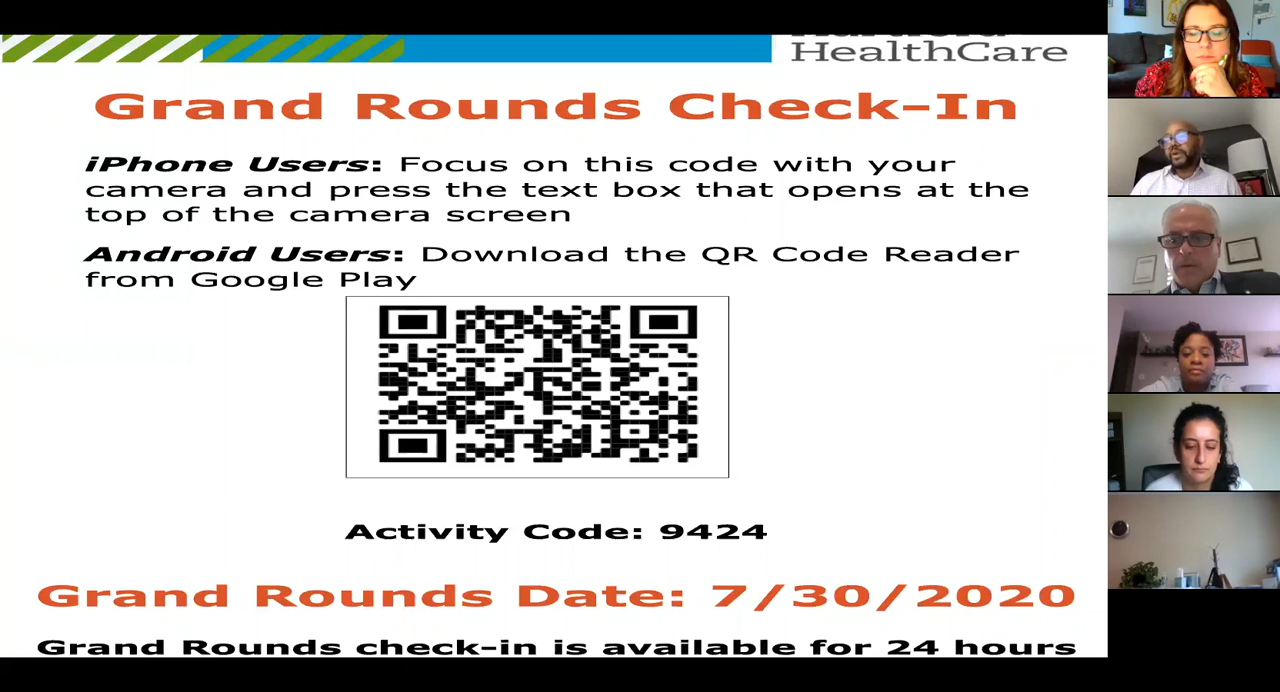 HealthCare
Grand Rounds Check-In
iPhone Users: Focus on this code with your
camera and press the text box that opens at the
top of the camera screen
Android Users: Download the QR Code Reader
from Google Play
Activity Code: 9424
Grand Rounds Date: 7/30/2020
Grand Rounds check-in is available for 24 hours